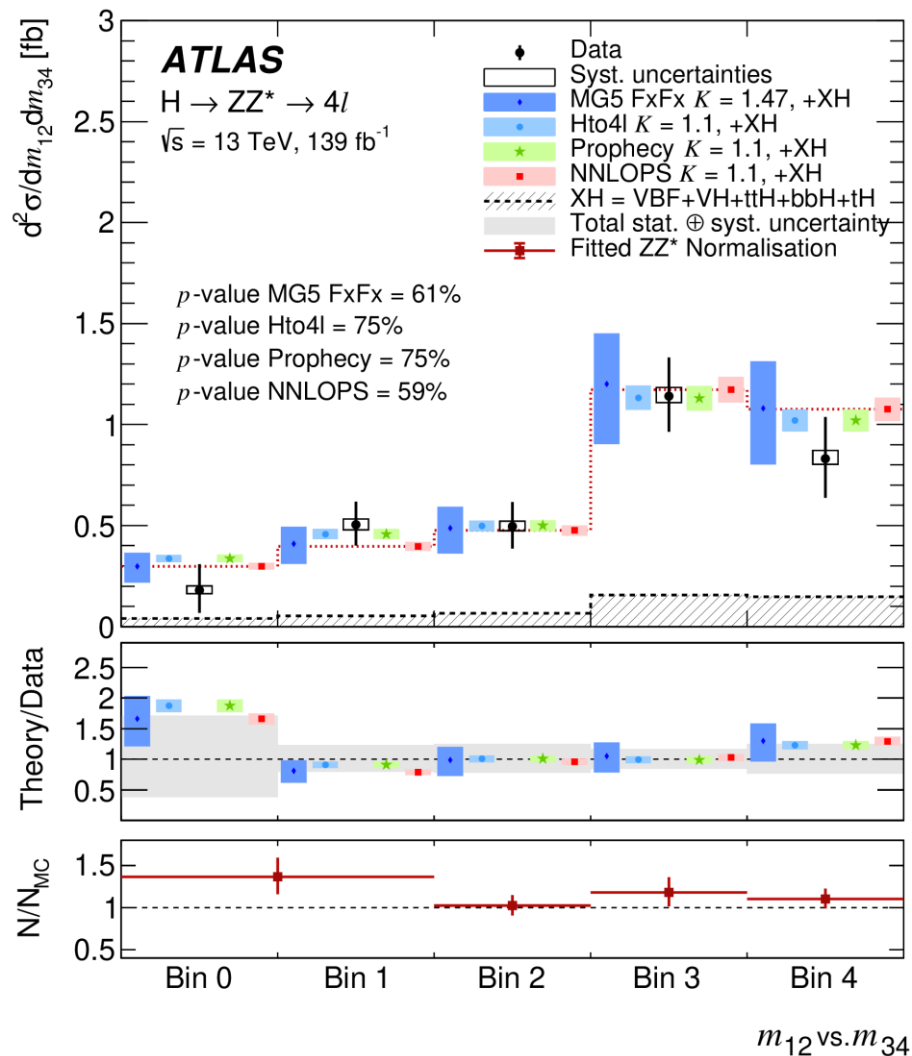 d²σ/dm₁₂dm₃₄ [fb]
3
2.5
2
1.5
1
0.5
0
ATLAS
H → ZZ* → 4l
√s = 13 TeV, 139 fb⁻¹
Data
Syst. uncertainties
MG5 FxFx K = 1.47, +XH
Hto4l K = 1.1, +XH
Prophecy K = 1.1, +XH
NNLOPS K = 1.1, +XH
XH = VBF+VH+ttH+bbH+tH
Total stat. ⊕ syst. uncertainty
Fitted ZZ* Normalisation
p-value MG5 FxFx = 61%
p-value Hto4l = 75%
p-value Prophecy = 75%
p-value NNLOPS = 59%
Theory/Data
2.5
2
1.5
1
0.5
N/N_MC
1.5
1
0.5
Bin 0 Bin 1 Bin 2 Bin 3 Bin 4
m₁₂ vs. m₃₄